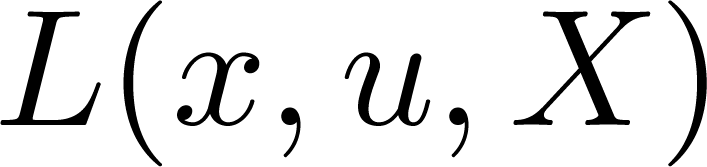 L(x, u, X)